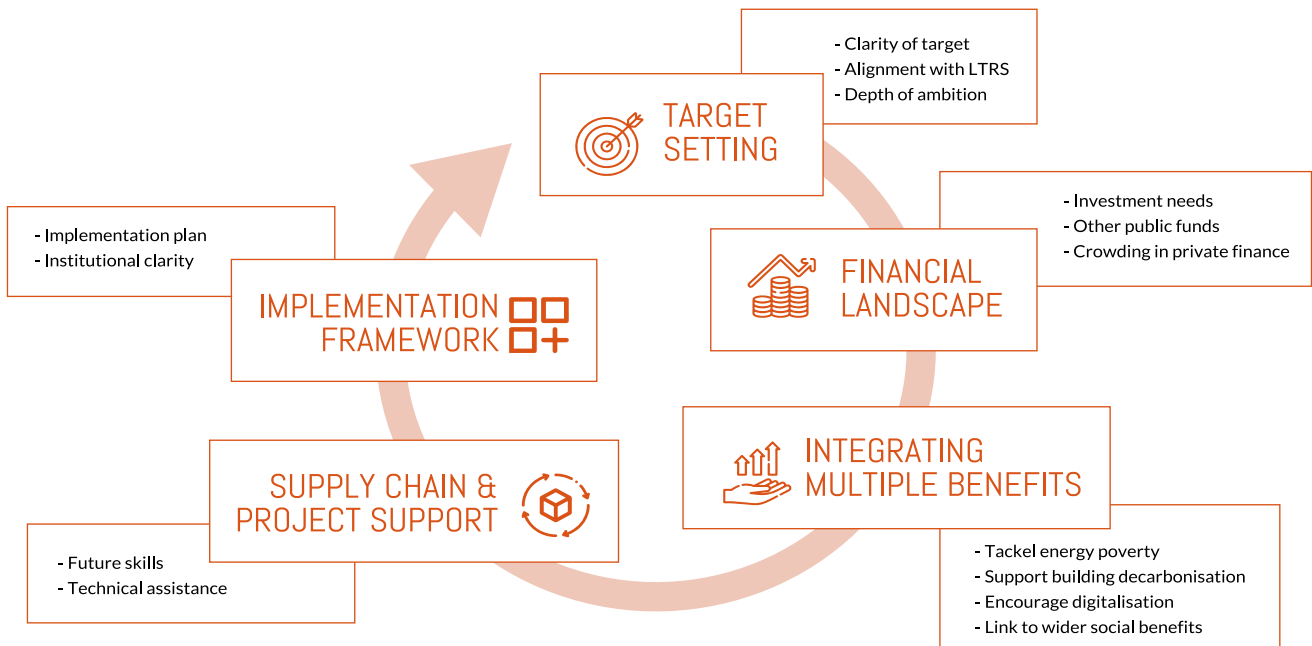 TARGET
SETTING
- Clarity of target
- Alignment with LTRS
- Depth of ambition
FINANCIAL
LANDSCAPE
- Investment needs
- Other public funds
- Crowding in private finance
INTEGRATING
MULTIPLE BENEFITS
- Tackel energy poverty
- Support building decarbonisation
- Encourage digitalisation
- Link to wider social benefits
SUPPLY CHAIN &
PROJECT SUPPORT
- Future skills
- Technical assistance
IMPLEMENTATION
FRAMEWORK
- Implementation plan
- Institutional clarity